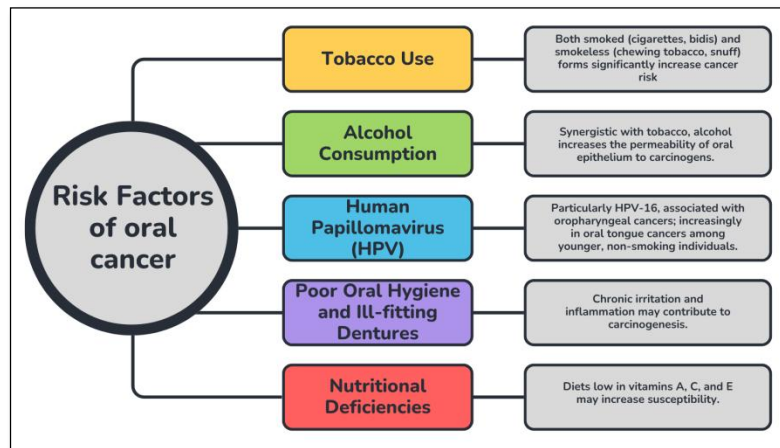 Risk Factors
of oral
cancer
Tobacco Use
Both smoked (cigarettes, bidis) and
smokeless (chewing tobacco, snuff)
forms significantly increase cancer
risk
Alcohol
Consumption
Synergistic with tobacco, alcohol
increases the permeability of oral
epithelium to carcinogens.
Human
Papillomavirus
(HPV)
Particularly HPV-16, associated with
oropharyngeal cancers; increasingly
in oral tongue cancers among
younger, non-smoking individuals.
Poor Oral Hygiene
and Ill-fitting
Dentures
Chronic irritation and
inflammation may contribute to
carcinogenesis.
Nutritional
Deficiencies
Diets low in vitamins A, C, and E
may increase susceptibility.